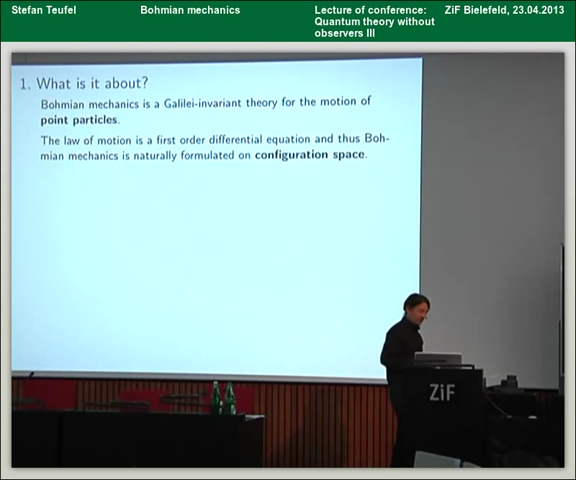 Stefan Teufel
Bohmian mechanics
Lecture of conference:
Quantum theory without
observers III
ZiF Bielefeld, 23.04.2013
1. What is it about?
Bohmian mechanics is a Galilei-invariant theory for the motion of
point particles.
The law of motion is a first order differential equation and thus Boh-
mian mechanics is naturally formulated on configuration space.
ZiF